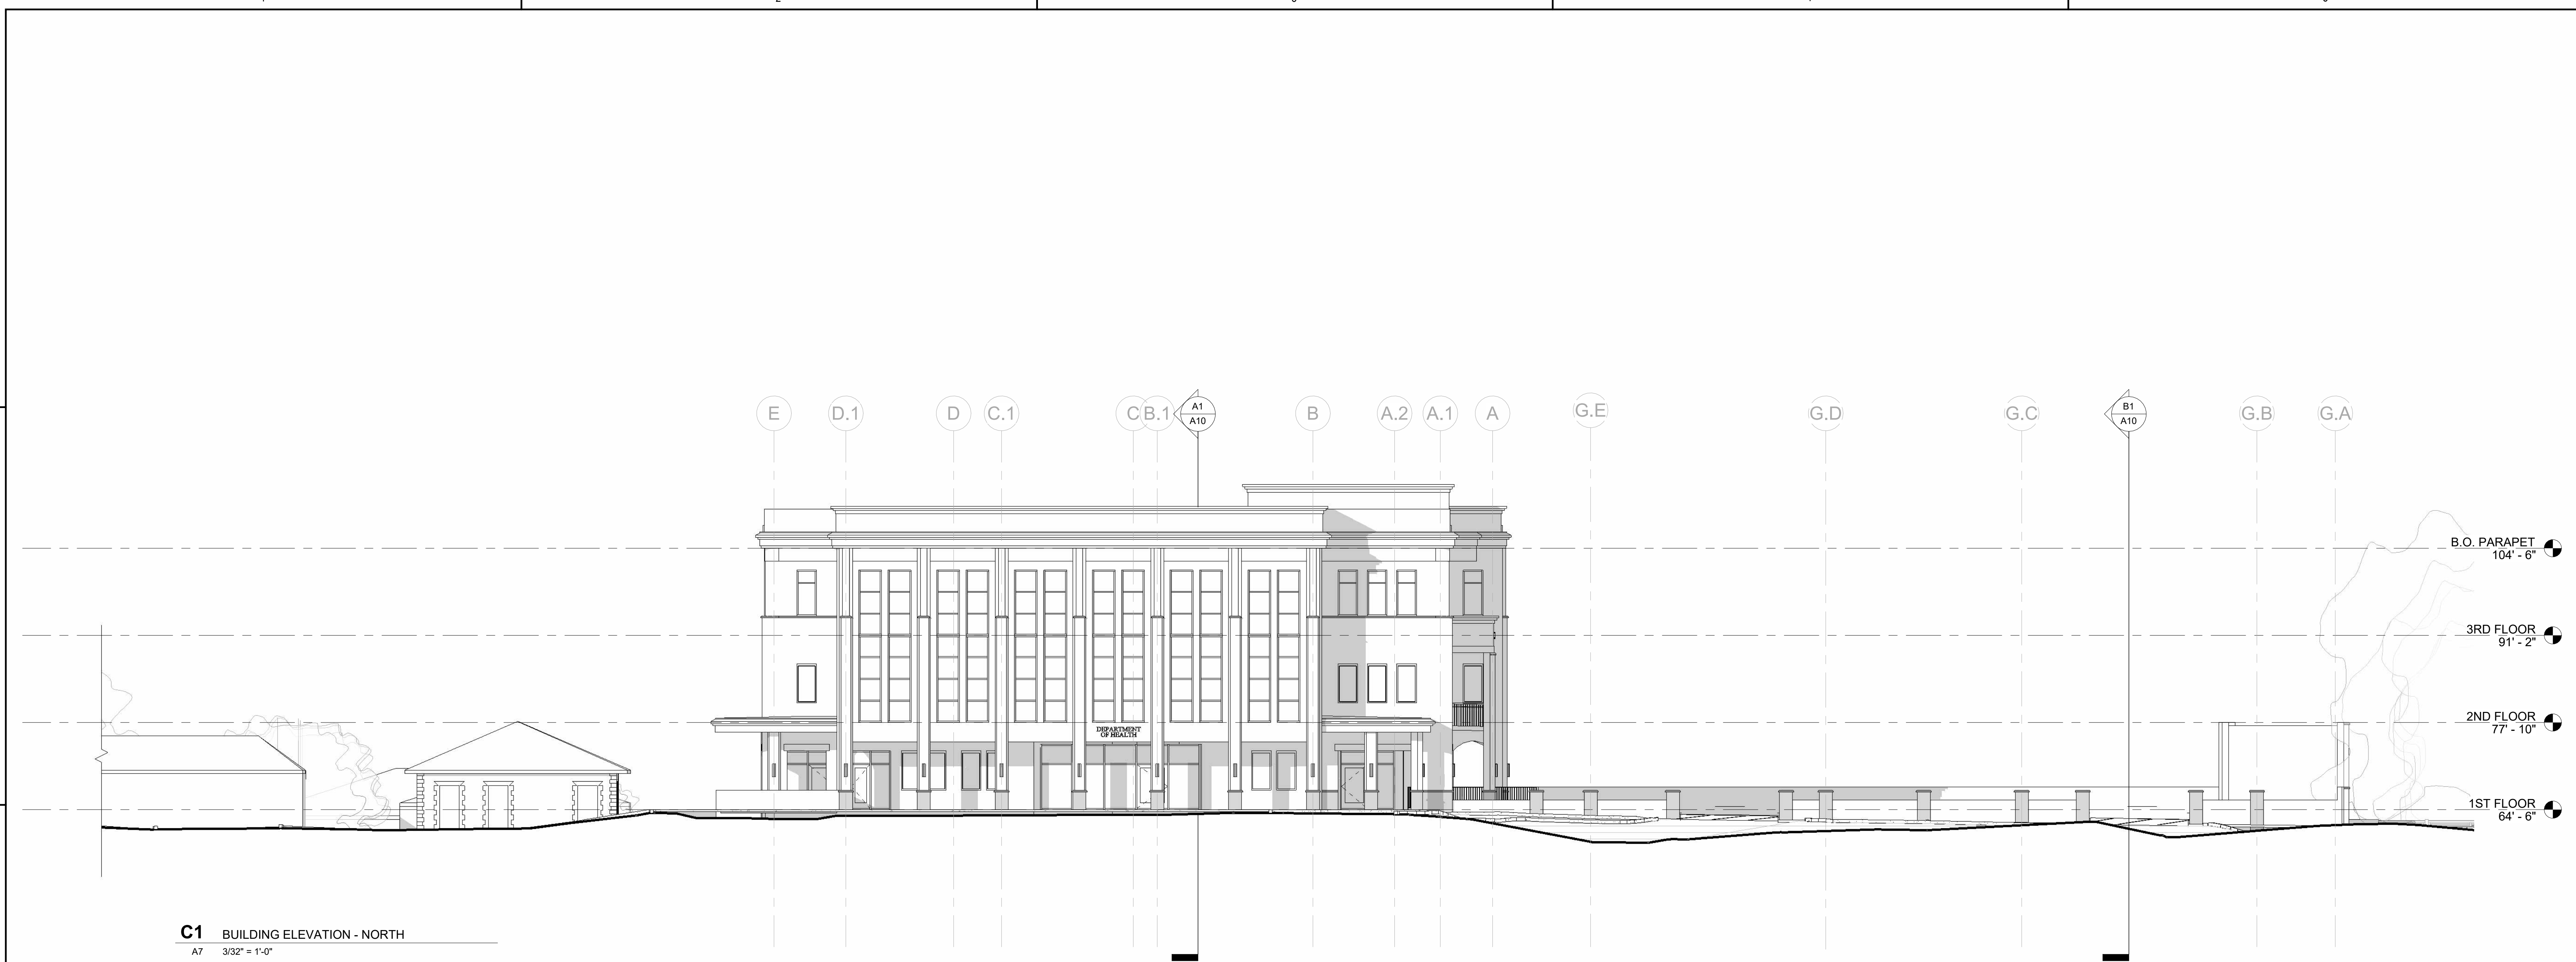 E
D.1
D
C.1
C
B.1
A1
A10
B
A.2
A.1
A
G.E
G.D
G.C
B1
A10
G.B
G.A
B.O. PARAPET
104' - 6"
3RD FLOOR
91' - 2"
2ND FLOOR
77' - 10"
DEPARTMENT
OF HEALTH
1ST FLOOR
64' - 6"
C1 BUILDING ELEVATION - NORTH
A7 3/32" = 1'-0"